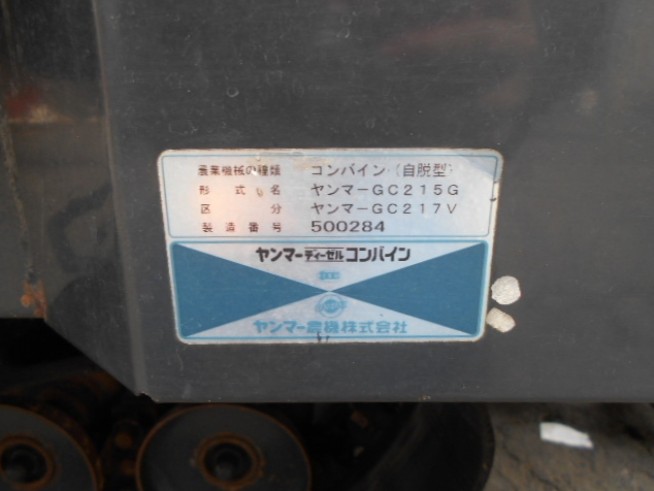 農業機械の種類 コンバイン(自脱型)
形式名 ヤンマーGC215G
区分 ヤンマーGC217V
製造番号 500284
ヤンマーディーゼルコンバイン
ヤンマー農機株式会社